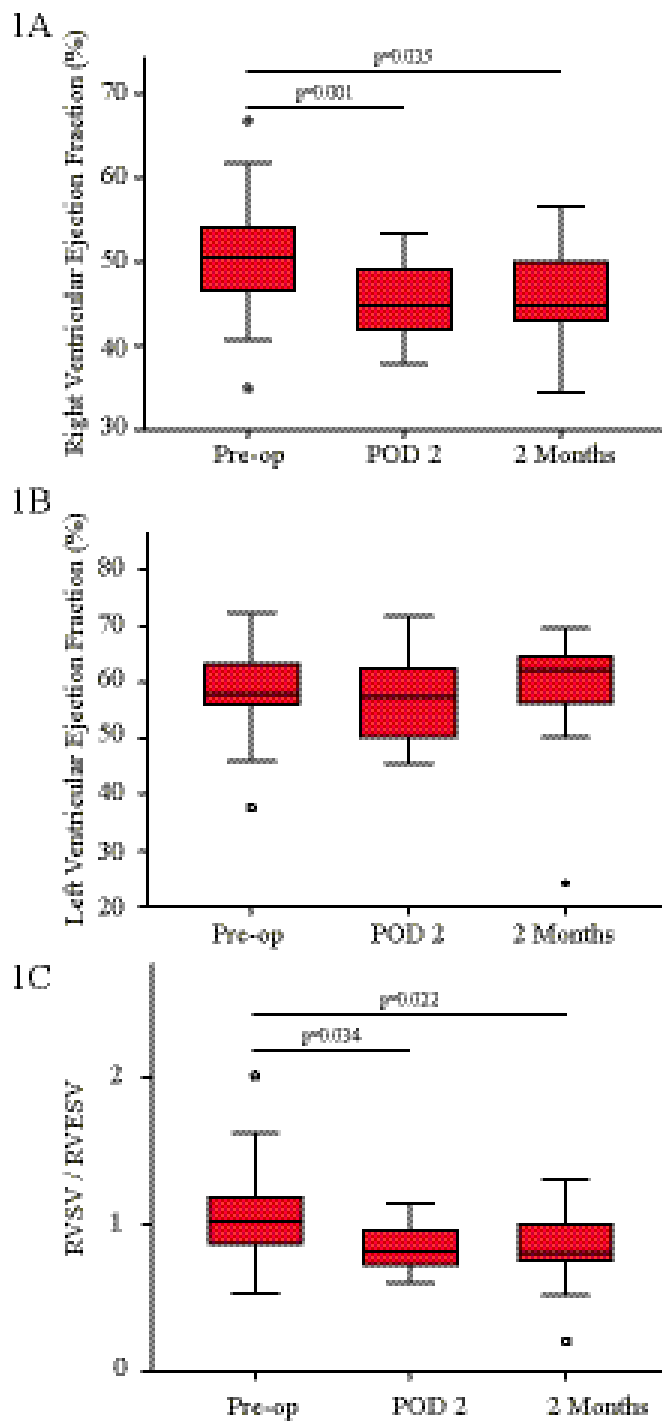 1A
Right Ventricular Ejection Fraction (%)
p=0.035
p=0.001
70
60
50
40
30
Pre-op POD 2 2 Months
1B
Left Ventricular Ejection Fraction (%)
80
70
60
50
40
30
20
Pre-op POD 2 2 Months
1C
RVSV / RVESV
p=0.022
p=0.034
2
1
0
Pre-op POD 2 2 Months